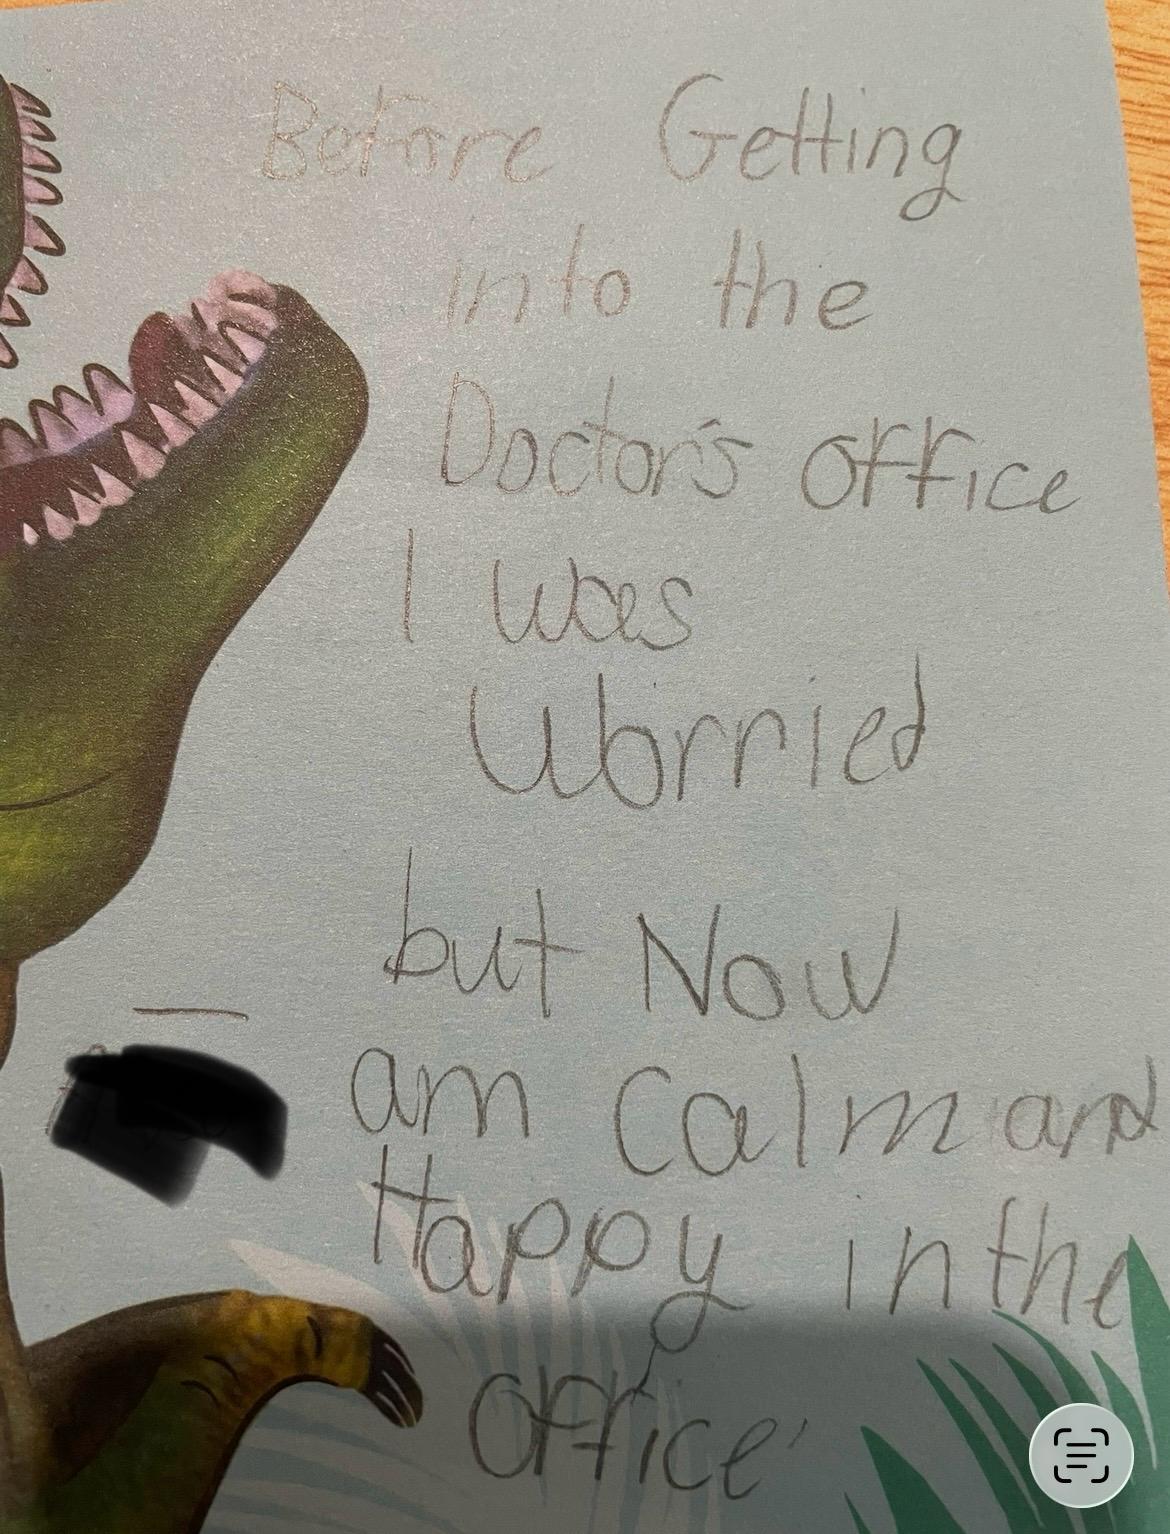 Before Getting
into the
Doctor's office
I was
Worried
but Now
am Calm and
Happy in the
office